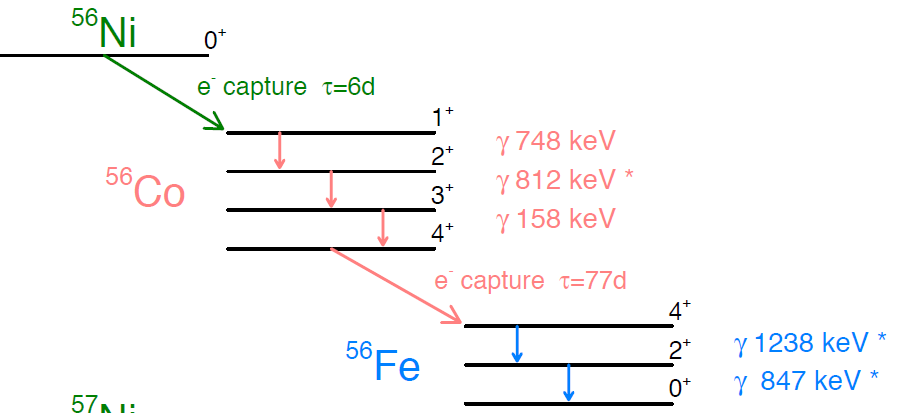 ⁵⁶Ni
0⁺
e⁻ capture τ=6d
1⁺
γ 748 keV
2⁺
γ 812 keV *
⁵⁶Co
3⁺
γ 158 keV
4⁺
e⁻ capture τ=77d
4⁺
γ 1238 keV *
⁵⁶Fe
2⁺
γ 847 keV *
0⁺
⁵⁷Ni